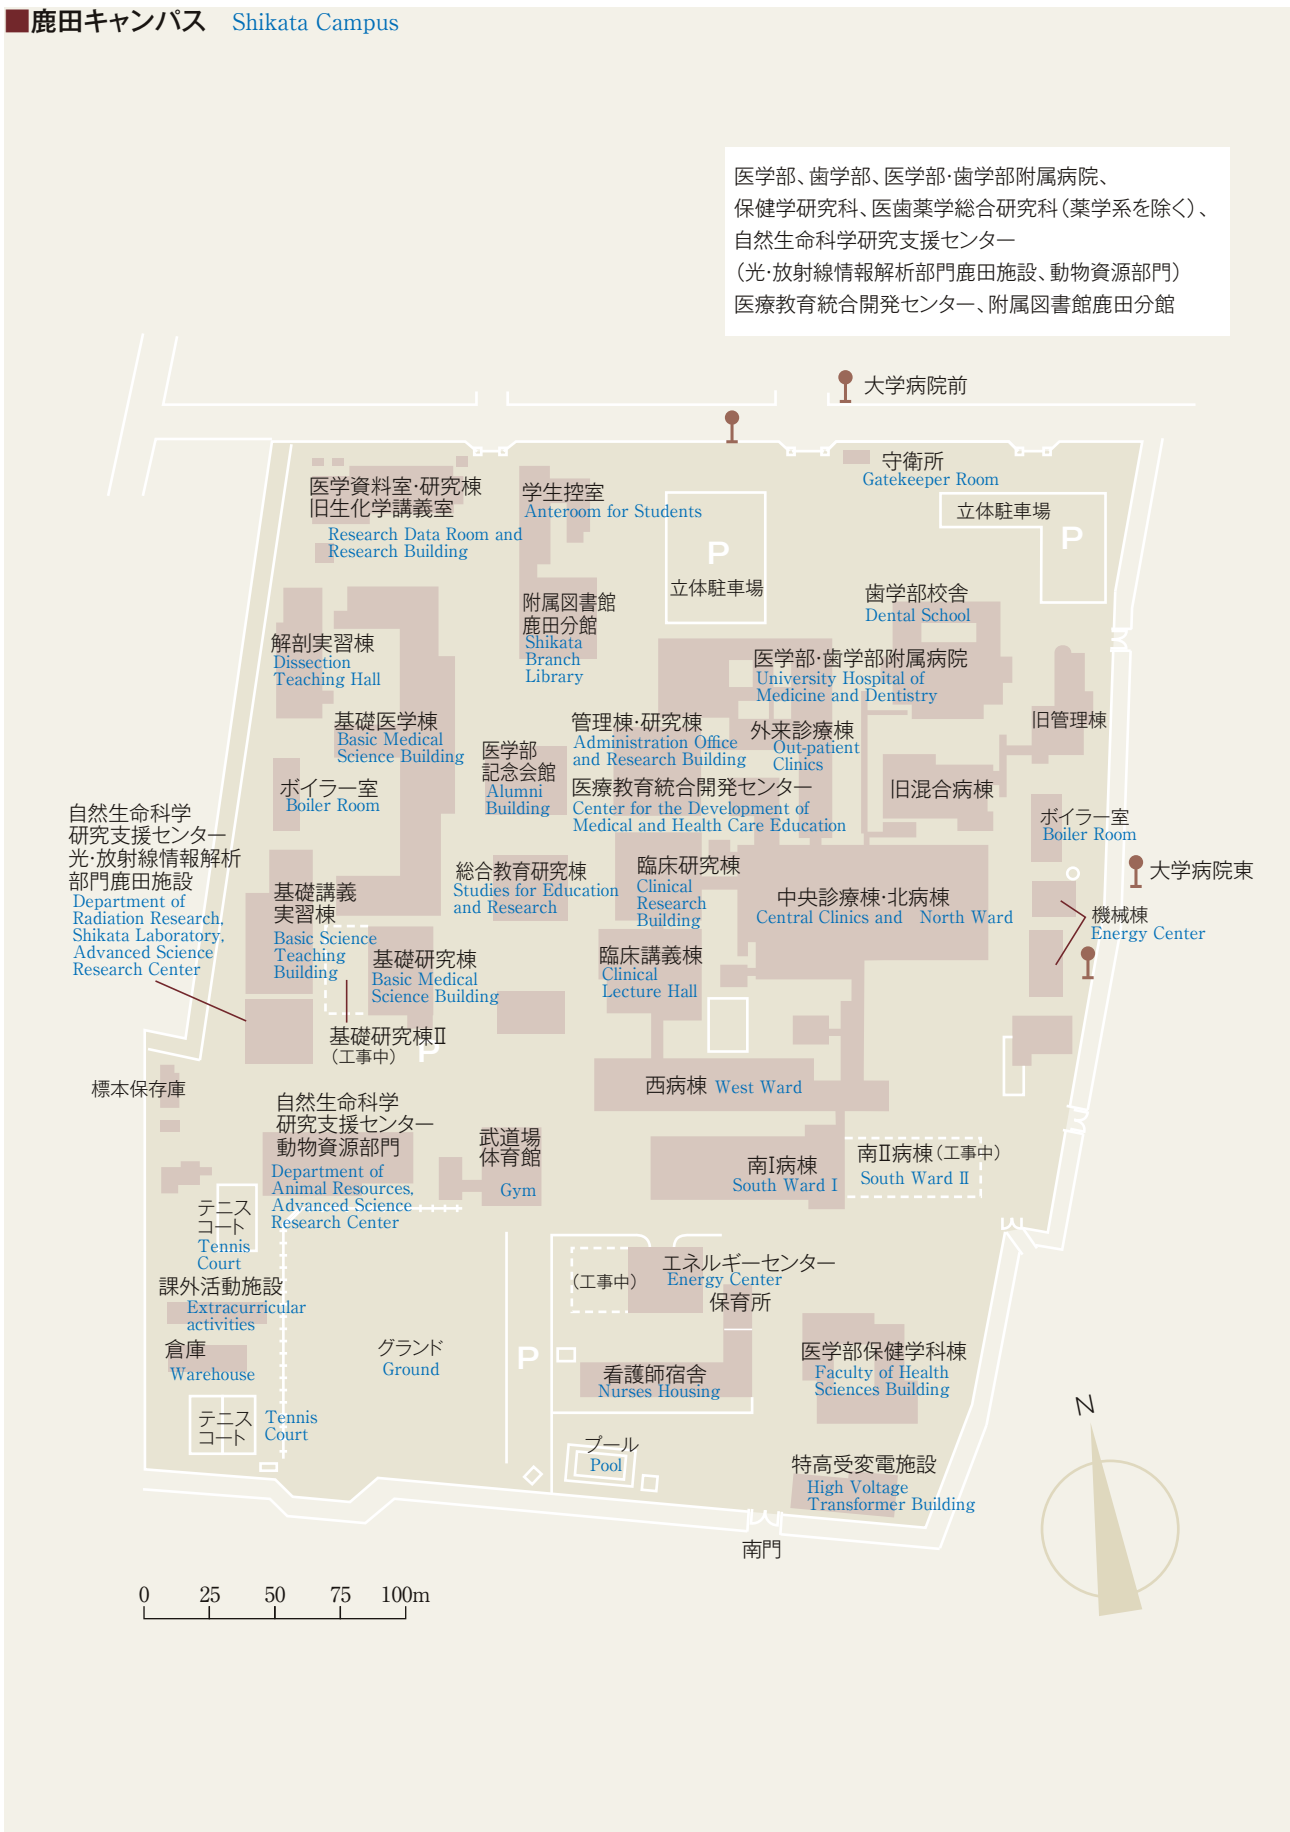 鹿田キャンパス Shikata Campus
医学部、歯学部、医学部・歯学部附属病院、
保健学研究科、医歯薬学総合研究科（薬学系を除く）、
自然生命科学研究支援センター
（光・放射線情報解析部門鹿田施設、動物資源部門）
医療教育統合開発センター、附属図書館鹿田分館
大学病院前
守衛所
Gatekeeper Room
医学資料室・研究棟
旧生化学講義室
Research Data Room and
Research Building
学生控室
Anteroom for Students
立体駐車場
P
P
立体駐車場
附属図書館
鹿田分館
Shikata
Branch
Library
歯学部校舎
Dental School
解剖実習棟
Dissection
Teaching Hall
医学部・歯学部附属病院
University Hospital of
Medicine and Dentistry
基礎医学棟
Basic Medical
Science Building
管理棟・研究棟
Administration Office
and Research Building
外来診療棟
Out-patient
Clinics
旧管理棟
医学部
記念会館
Alumni
Building
ボイラー室
Boiler Room
医療教育統合開発センター
Center for the Development of
Medical and Health Care Education
旧混合病棟
ボイラー室
Boiler Room
自然生命科学
研究支援センター
光・放射線情報解析
部門鹿田施設
Department of
Radiation Research,
Shikata Laboratory,
Advanced Science
Research Center
総合教育研究棟
Studies for Education
and Research
臨床研究棟
Clinical
Research
Building
大学病院東
基礎講義
実習棟
Basic Science
Teaching
Building
中央診療棟・北病棟
Central Clinics and North Ward
機械棟
Energy Center
基礎研究棟
Basic Medical
Science Building
臨床講義棟
Clinical
Lecture Hall
基礎研究棟Ⅱ
（工事中）
P
標本保存庫
西病棟 West Ward
自然生命科学
研究支援センター
動物資源部門
Department of
Animal Resources,
Advanced Science
Research Center
武道場
体育館
Gym
南Ⅰ病棟
South Ward I
南Ⅱ病棟（工事中）
South Ward Ⅱ
テニス
コート
Tennis
Court
エネルギーセンター
Energy Center
（工事中）
保育所
課外活動施設
Extracurricular
activities
倉庫
Warehouse
グランド
Ground
P
看護師宿舎
Nurses Housing
医学部保健学科棟
Faculty of Health
Sciences Building
テニス
コート
Tennis
Court
プール
Pool
N
特高受変電施設
High Voltage
Transformer Building
南門
0 25 50 75 100m